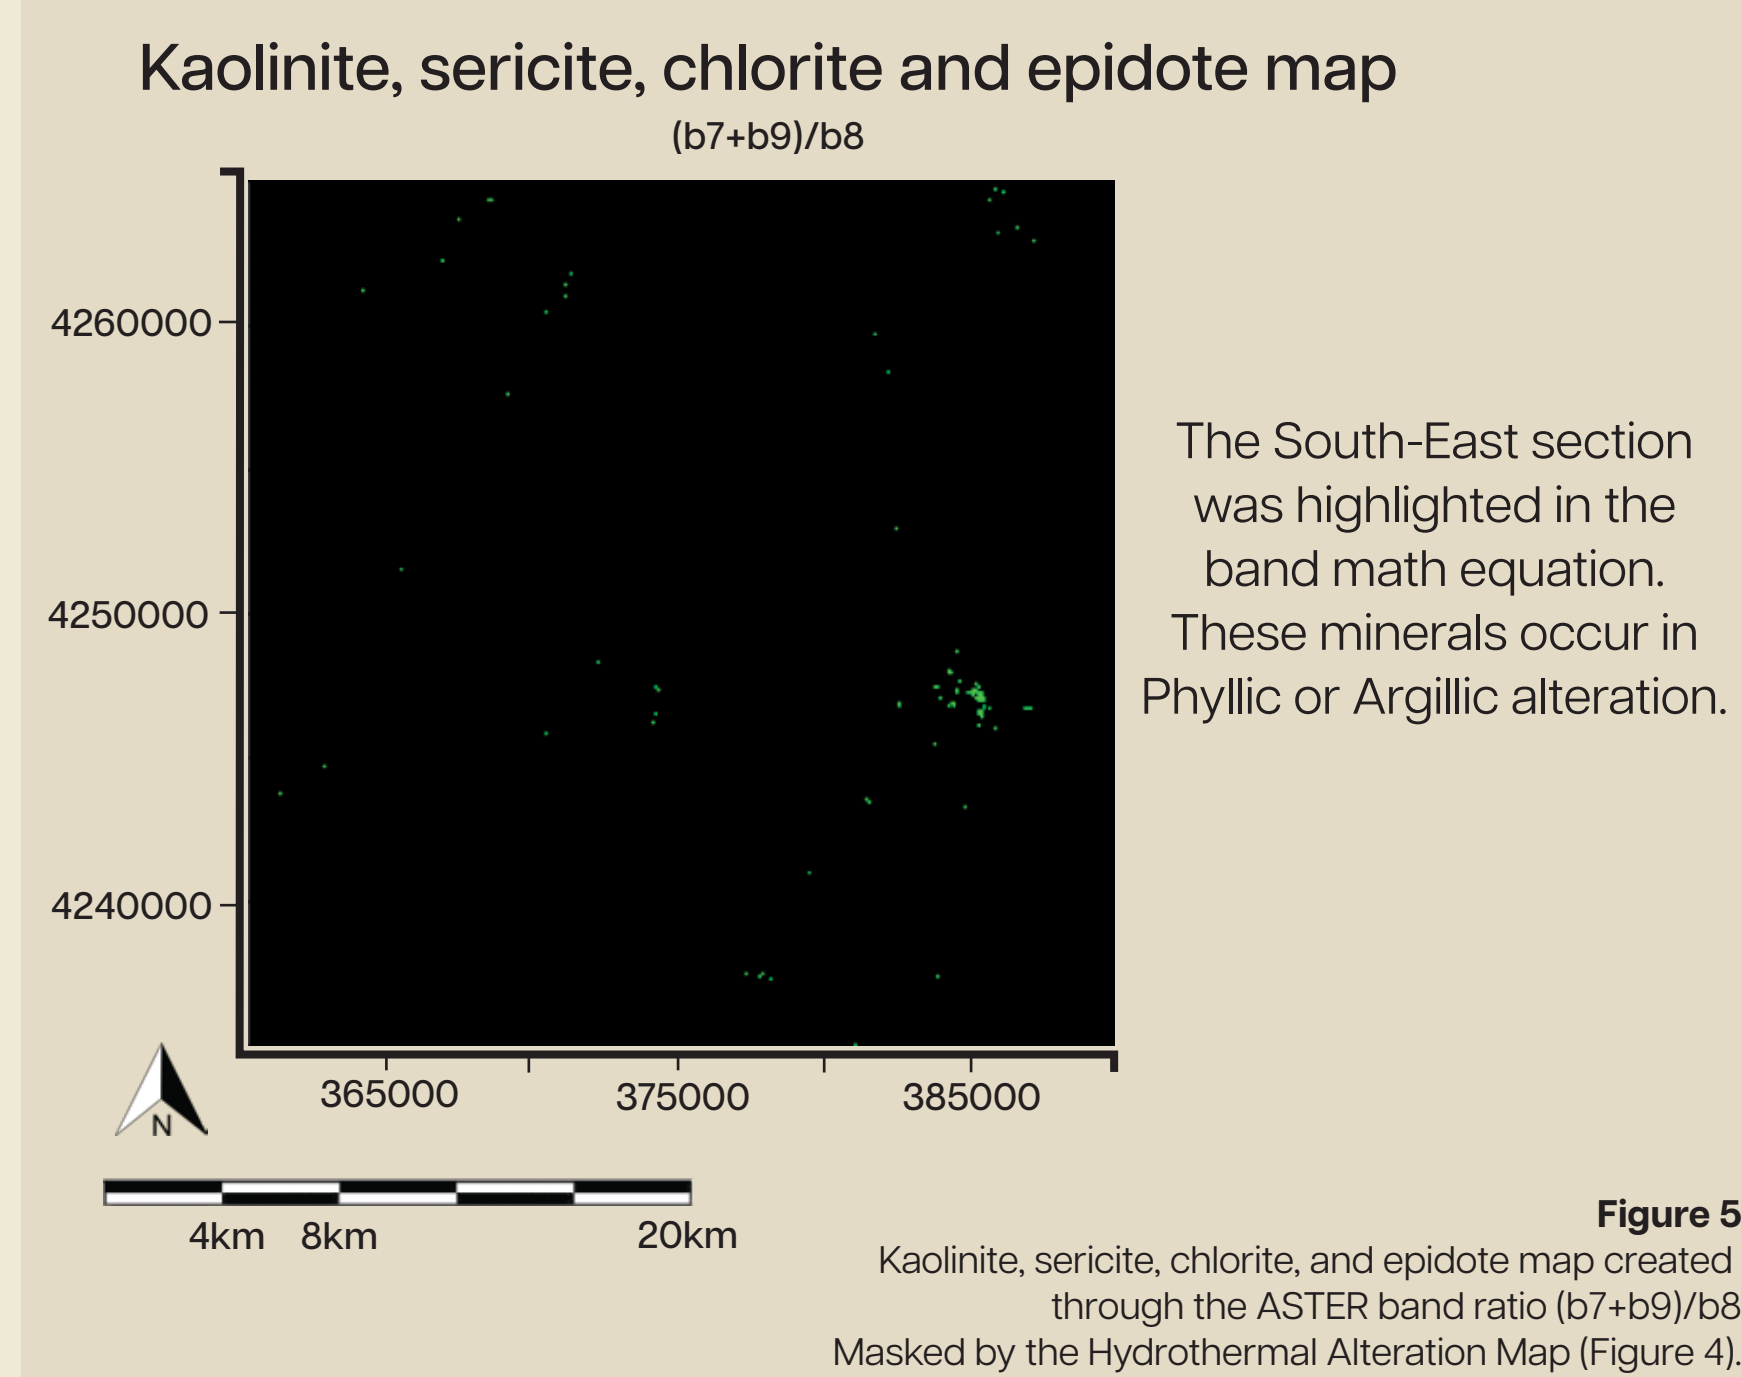 Kaolinite, sericite, chlorite and epidote map
(b7+b9)/b8
4260000
4250000
4240000
365000
375000
385000
The South-East section
was highlighted in the
band math equation.
These minerals occur in
Phyllic or Argillic alteration.
N
4km 8km 20km
Figure 5
Kaolinite, sericite, chlorite, and epidote map created
through the ASTER band ratio (b7+b9)/b8
Masked by the Hydrothermal Alteration Map (Figure 4).